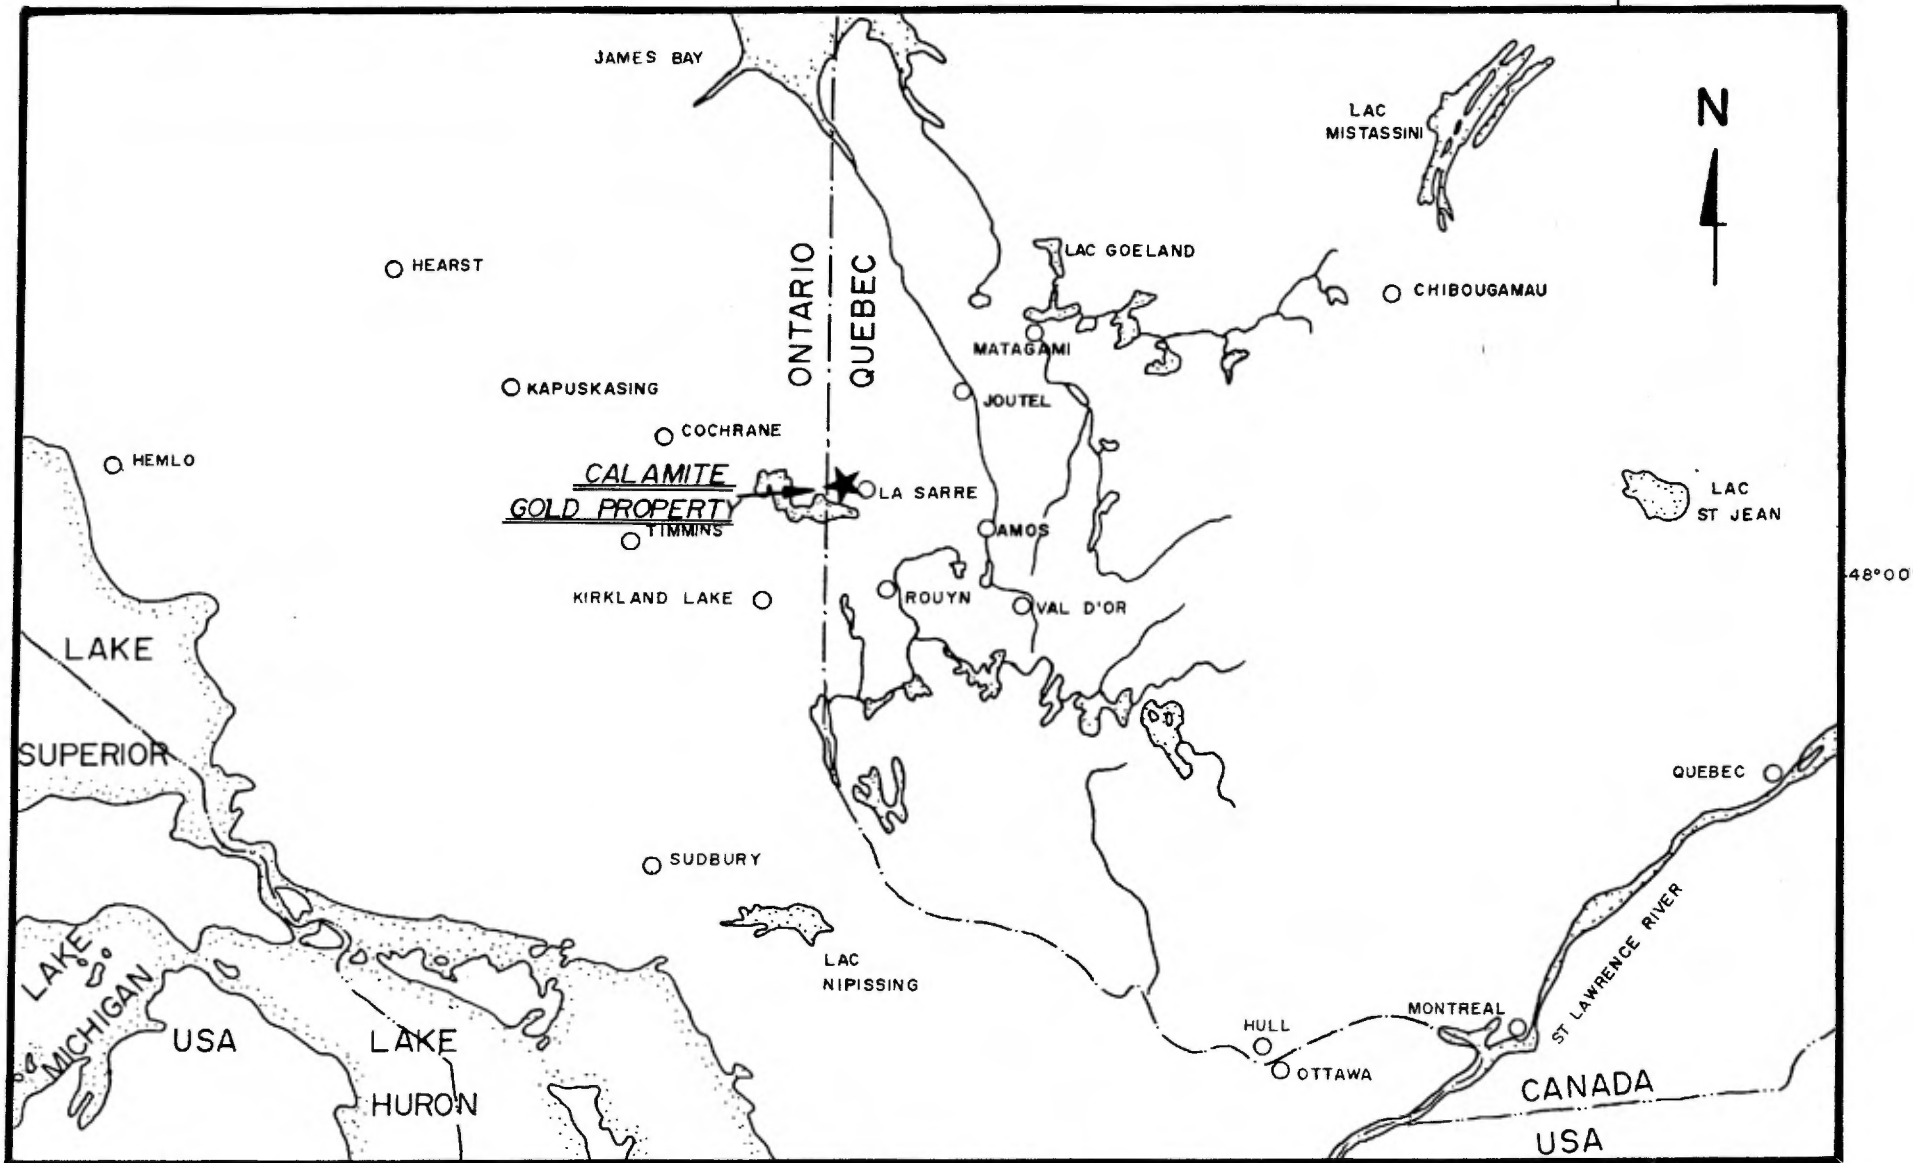 JAMES BAY
LAC
MISTASSINI
N
ONTARIO
QUEBEC
LAC GOELAND
HEARST
CHIBOUGAMAU
MATAGAMI
KAPUSKASING
JOUTEL
COCHRANE
HEMLO
CALAMITE
GOLD PROPERTY
LA SARRE
LAC
ST JEAN
TIMMINS
AMOS
48°00
KIRKLAND LAKE
ROUYN
VAL D'OR
LAKE
SUPERIOR
QUEBEC
SUDBURY
LAC
NIPISSING
LAKE
MICHIGAN
USA
LAKE
HURON
ST LAWRENCE RIVER
MONTREAL
HULL
OTTAWA
CANADA
USA